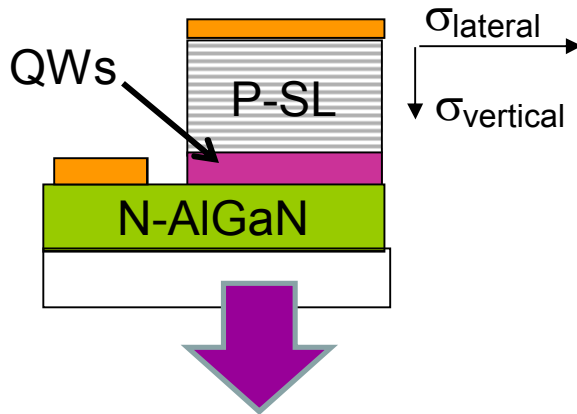 σlateral
QWs
P-SL
σvertical
N-AlGaN